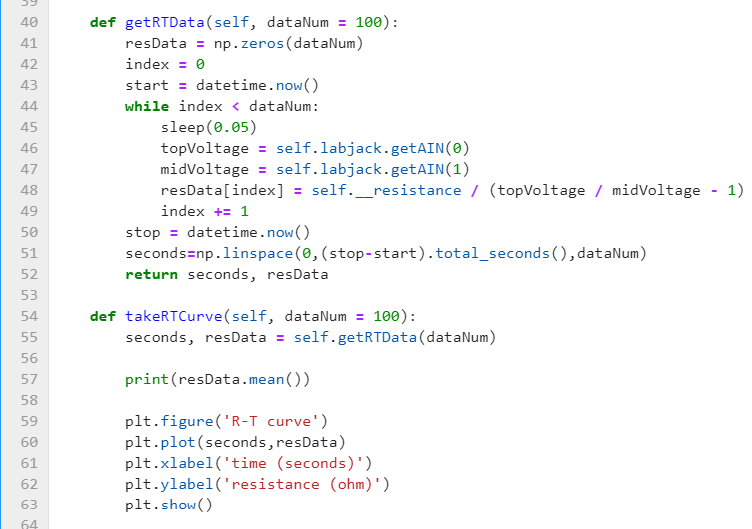 39
40 def getRTData(self, dataNum = 100):
41 resData = np.zeros(dataNum)
42 index = 0
43 start = datetime.now()
44 while index < dataNum:
45 sleep(0.05)
46 topVoltage = self.labjack.getAIN(0)
47 midVoltage = self.labjack.getAIN(1)
48 resData[index] = self.__resistance / (topVoltage / midVoltage - 1)
49 index += 1
50 stop = datetime.now()
51 seconds=np.linspace(0,(stop-start).total_seconds(),dataNum)
52 return seconds, resData
53
54 def takeRTCurve(self, dataNum = 100):
55 seconds, resData = self.getRTData(dataNum)
56
57 print(resData.mean())
58
59 plt.figure('R-T curve')
60 plt.plot(seconds,resData)
61 plt.xlabel('time (seconds)')
62 plt.ylabel('resistance (ohm)')
63 plt.show()
64